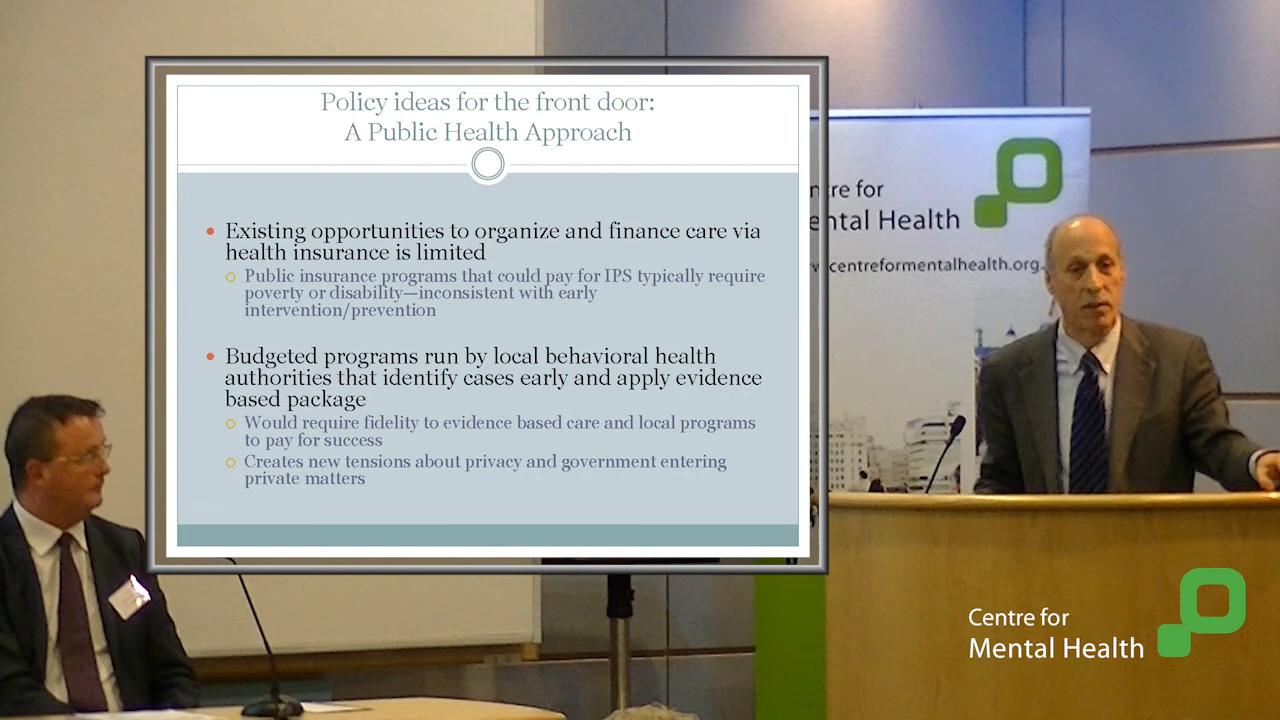 Policy ideas for the front door:
A Public Health Approach
Existing opportunities to organize and finance care via
health insurance is limited
Public insurance programs that could pay for IPS typically require
poverty or disability—inconsistent with early
intervention/prevention
Budgeted programs run by local behavioral health
authorities that identify cases early and apply evidence
based package
Would require fidelity to evidence based care and local programs
to pay for success
Creates new tensions about privacy and government entering
private matters
ntre for
ental Health
centreformentalhealth.org.
Centre for
Mental Health